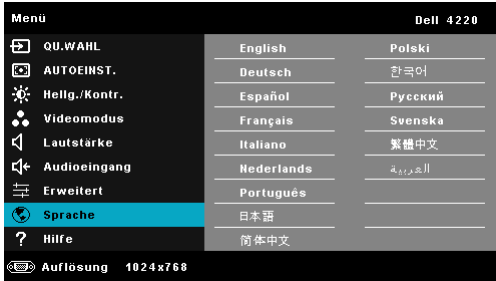 Menü Dell 4220
QU.WAHL
AUTOEINST.
Hellg./Kontr.
Videomodus
Lautstärke
Audioeingang
Erweitert
Sprache
Hilfe
English Polski
Deutsch 한국어
Español Русский
Français Svenska
Italiano 繁體中文
Nederlands العربية
Português
日本語
简体中文
Auflösung 1024x768